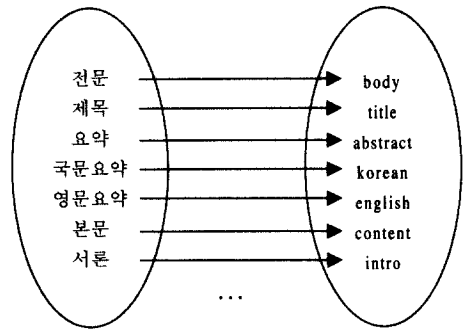 전문 body
제목 title
요약 abstract
국문요약 korean
영문요약 english
본문 content
서론 intro
...